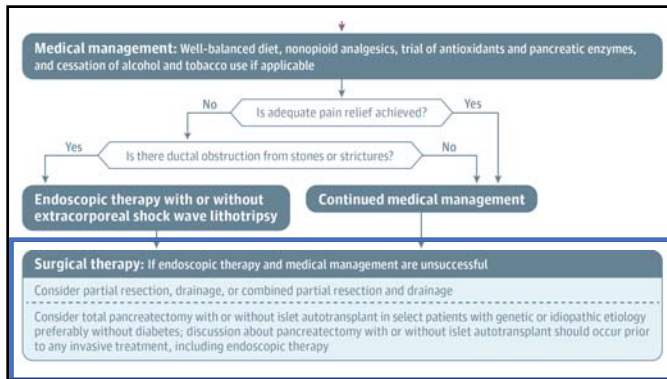 Medical management: Well-balanced diet, nonopioid analgesics, trial of antioxidants and pancreatic enzymes,
and cessation of alcohol and tobacco use if applicable
No
Is adequate pain relief achieved?
Yes
Yes
Is there ductal obstruction from stones or strictures?
No
Endoscopic therapy with or without
extracorporeal shock wave lithotripsy
Continued medical management
Surgical therapy: If endoscopic therapy and medical management are unsuccessful
Consider partial resection, drainage, or combined partial resection and drainage
Consider total pancreatectomy with or without islet autotransplant in select patients with genetic or idiopathic etiology
preferably without diabetes; discussion about pancreatectomy with or without islet autotransplant should occur prior
to any invasive treatment, including endoscopic therapy